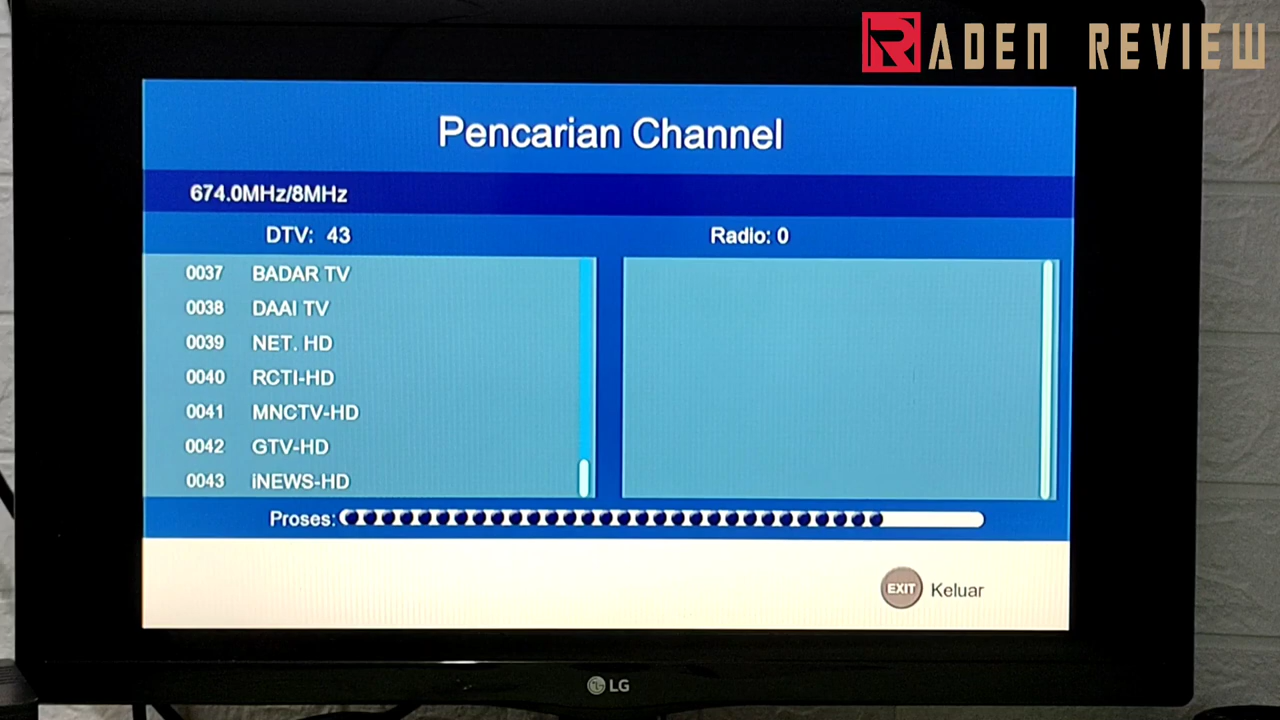 RADEN REVIEW
Pencarian Channel
674.0MHz/8MHz
DTV: 43
Radio: 0
0037 BADAR TV
0038 DAAI TV
0039 NET. HD
0040 RCTI-HD
0041 MNCTV-HD
0042 GTV-HD
0043 iNEWS-HD
Proses:
EXIT Keluar
LG